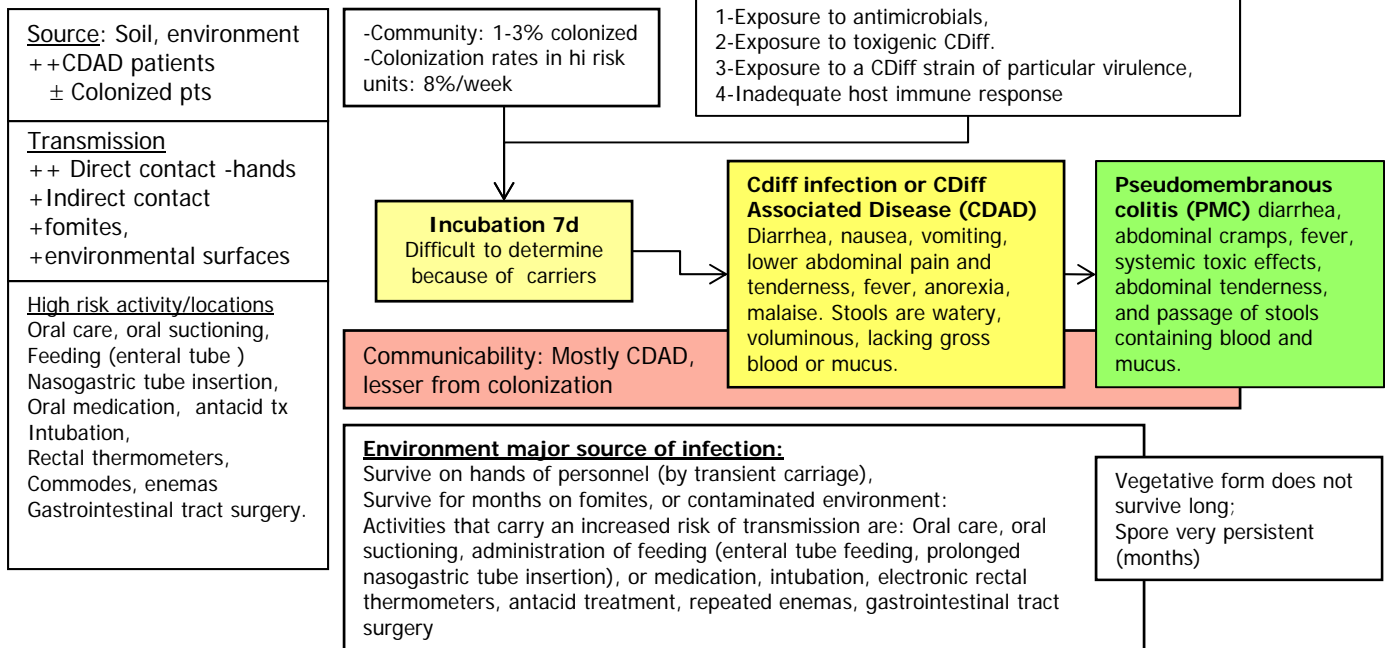 Source: Soil, environment
++CDAD patients
± Colonized pts
Transmission
++ Direct contact -hands
+Indirect contact
+fomites,
+environmental surfaces
High risk activity/locations
Oral care, oral suctioning,
Feeding (enteral tube )
Nasogastric tube insertion,
Oral medication, antacid tx
Intubation,
Rectal thermometers,
Commodes, enemas
Gastrointestinal tract surgery.
-Community: 1-3% colonized
-Colonization rates in hi risk
units: 8%/week
1-Exposure to antimicrobials,
2-Exposure to toxigenic CDiff.
3-Exposure to a CDiff strain of particular virulence,
4-Inadequate host immune response
Incubation 7d
Difficult to determine
because of carriers
Cdiff infection or CDiff
Associated Disease (CDAD)
Diarrhea, nausea, vomiting,
lower abdominal pain and
tenderness, fever, anorexia,
malaise. Stools are watery,
voluminous, lacking gross
blood or mucus.
Pseudomembranous
colitis (PMC) diarrhea,
abdominal cramps, fever,
systemic toxic effects,
abdominal tenderness,
and passage of stools
containing blood and
mucus.
Communicability: Mostly CDAD,
lesser from colonization
Environment major source of infection:
Survive on hands of personnel (by transient carriage),
Survive for months on fomites, or contaminated environment:
Activities that carry an increased risk of transmission are: Oral care, oral
suctioning, administration of feeding (enteral tube feeding, prolonged
nasogastric tube insertion), or medication, intubation, electronic rectal
thermometers, antacid treatment, repeated enemas, gastrointestinal tract
surgery
Vegetative form does not
survive long;
Spore very persistent
(months)